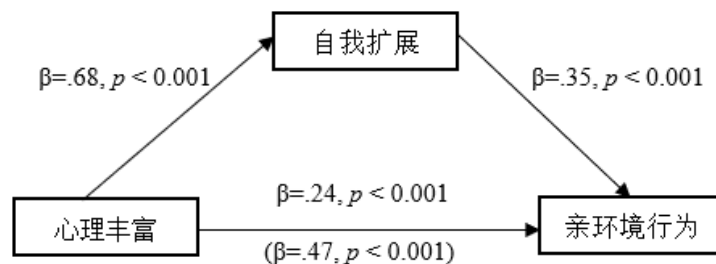 自我扩展
β=.68, p < 0.001
β=.35, p < 0.001
β=.24, p < 0.001
心理丰富
亲环境行为
(β=.47, p < 0.001)